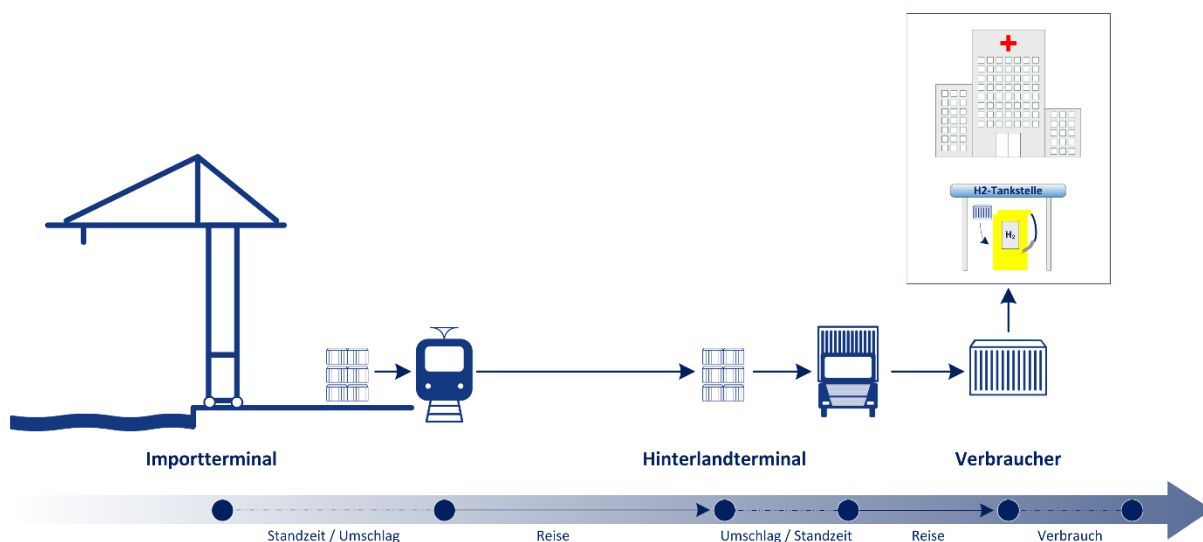 H2-Tankstelle
H₂
Importterminal
Hinterlandterminal
Verbraucher
Standzeit / Umschlag
Reise
Umschlag / Standzeit
Reise
Verbrauch